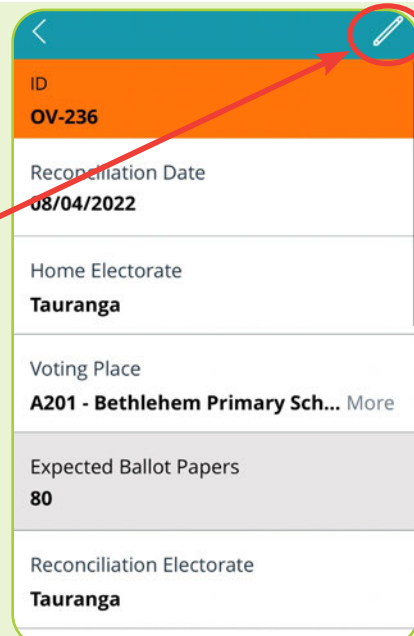 ID
OV-236
Reconciliation Date
08/04/2022
Home Electorate
Tauranga
Voting Place
A201 - Bethlehem Primary Sch... More
Expected Ballot Papers
80
Reconciliation Electorate
Tauranga